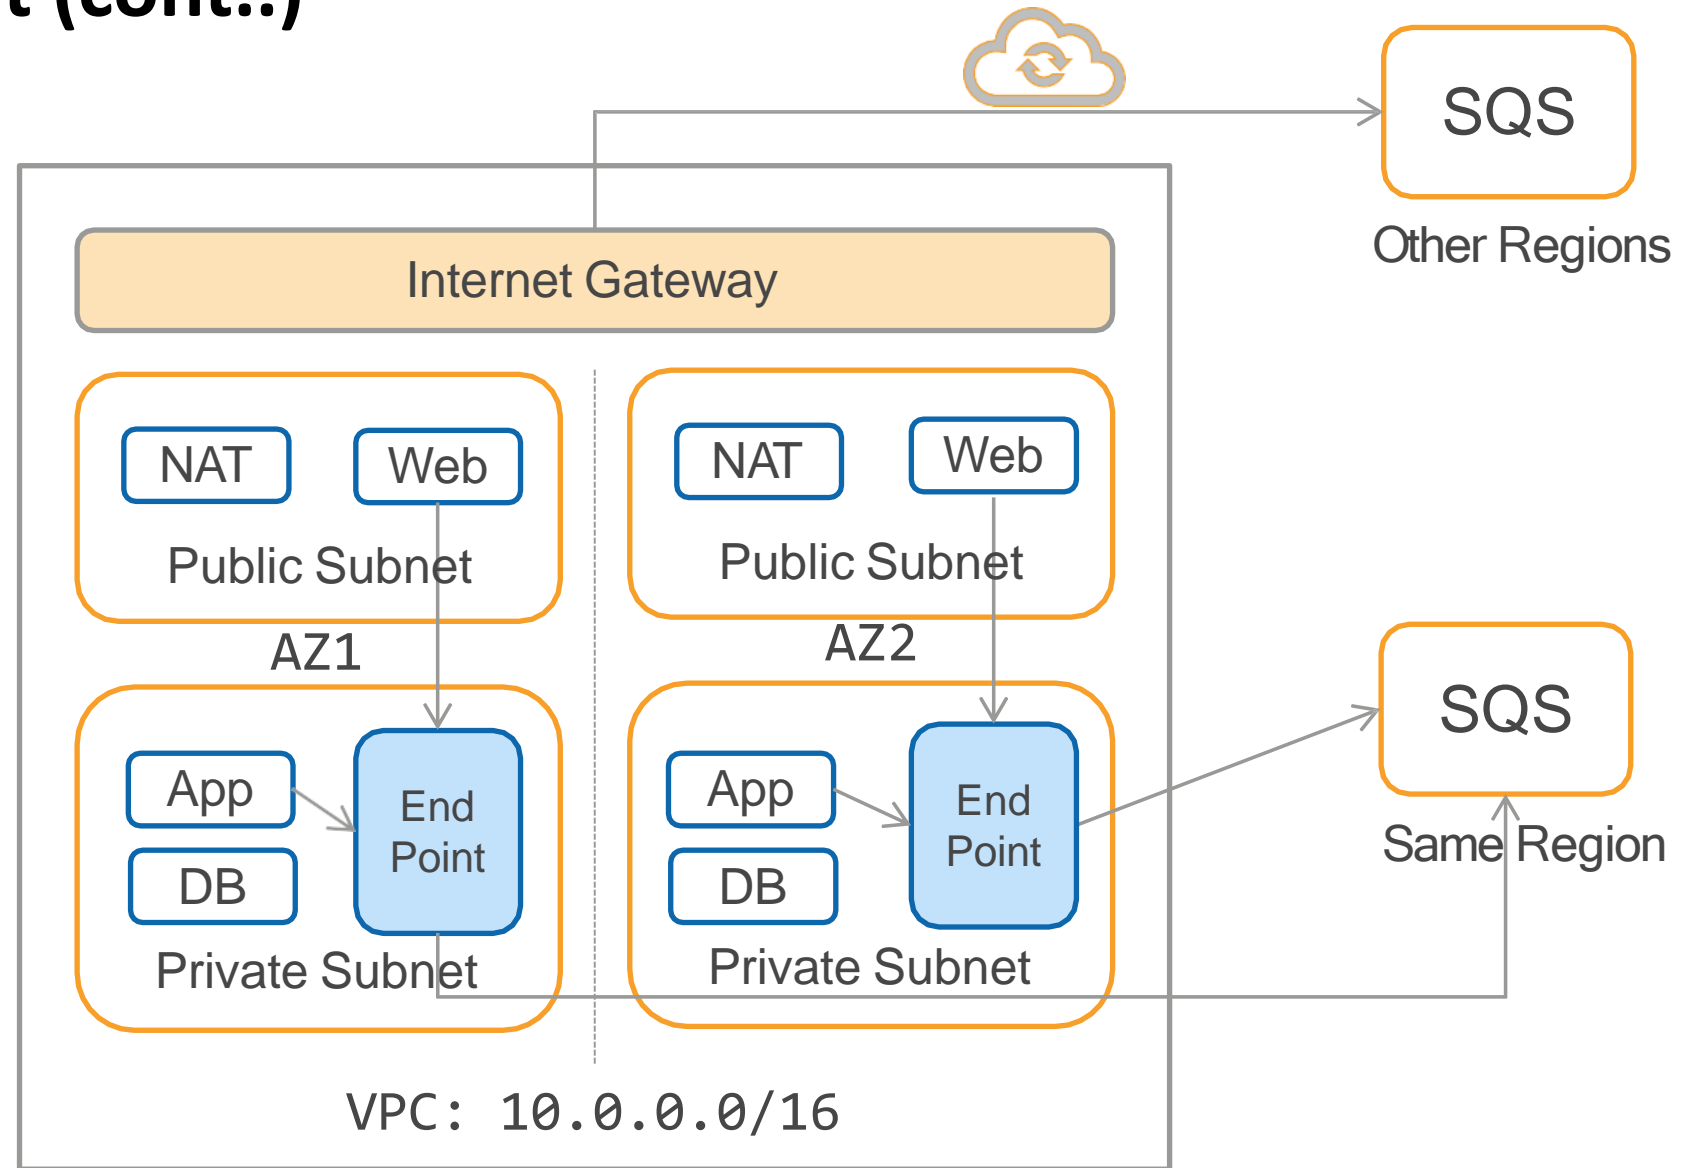 t (cont..)
SQS
Other Regions
Internet Gateway
NAT
Web
Public Subnet
NAT
Web
Public Subnet
AZ1
AZ2
App
DB
End
Point
Private Subnet
App
DB
End
Point
Private Subnet
SQS
Same Region
VPC: 10.0.0.0/16